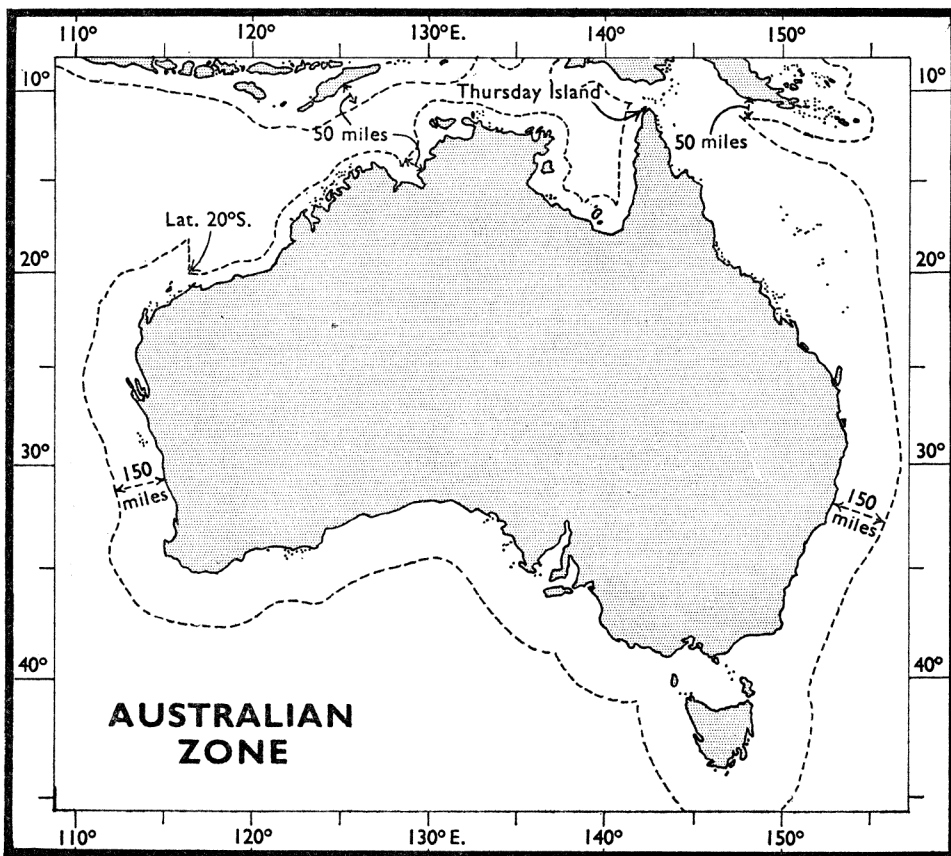 110° 120° 130°E. 140° 150°
10° 10°
Thursday Island
50 miles
50 miles
Lat. 20°S.
20° 20°
30° 30°
150
miles
150
miles
40° 40°
AUSTRALIAN
ZONE
110° 120° 130°E. 140° 150°